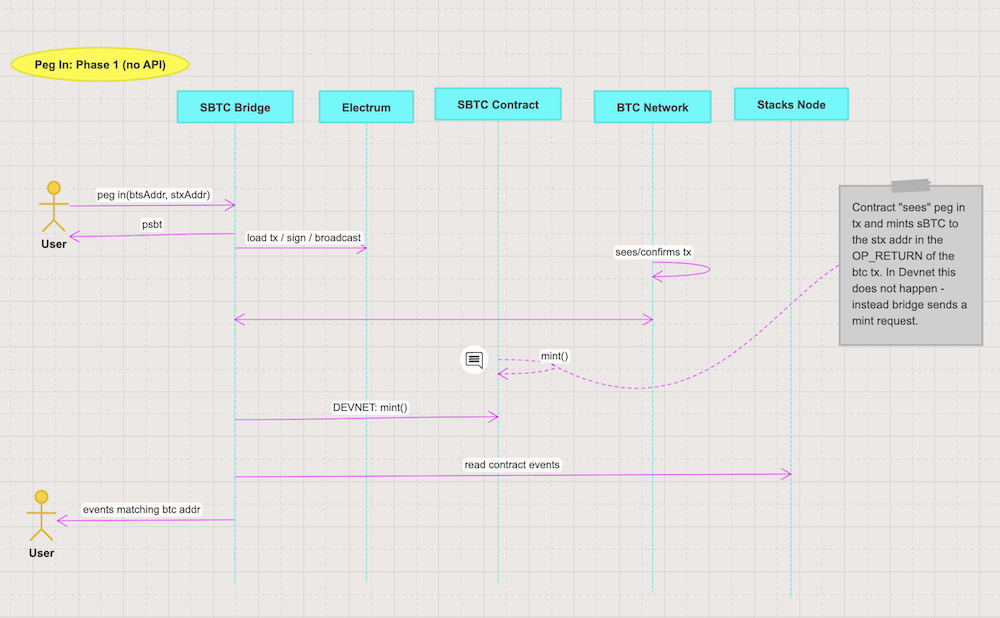 Peg In: Phase 1 (no API)
SBTC Bridge
Electrum
SBTC Contract
BTC Network
Stacks Node
peg in(btsAddr, stxAddr)
psbt
User
load tx / sign / broadcast
sees/confirms tx
Contract "sees" peg in
tx and mints sBTC to
the stx addr in the
OP_RETURN of the
btc tx. In Devnet this
does not happen -
instead bridge sends a
mint request.
mint()
DEVNET: mint()
read contract events
events matching btc addr
User